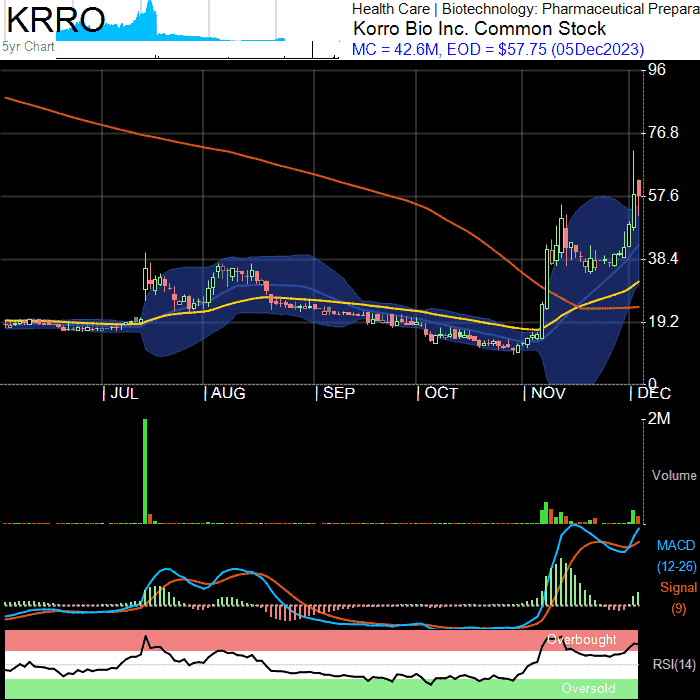 KRRO
5yr Chart
Health Care | Biotechnology: Pharmaceutical Prepara
Korro Bio Inc. Common Stock
MC = 42.6M, EOD = $57.75 (05Dec2023)
96
76.8
57.6
38.4
19.2
0
| JUL | AUG | SEP | OCT | NOV | DEC
2M
Volume
MACD
(12-26)
Signal
(9)
Overbought
RSI(14)
Oversold